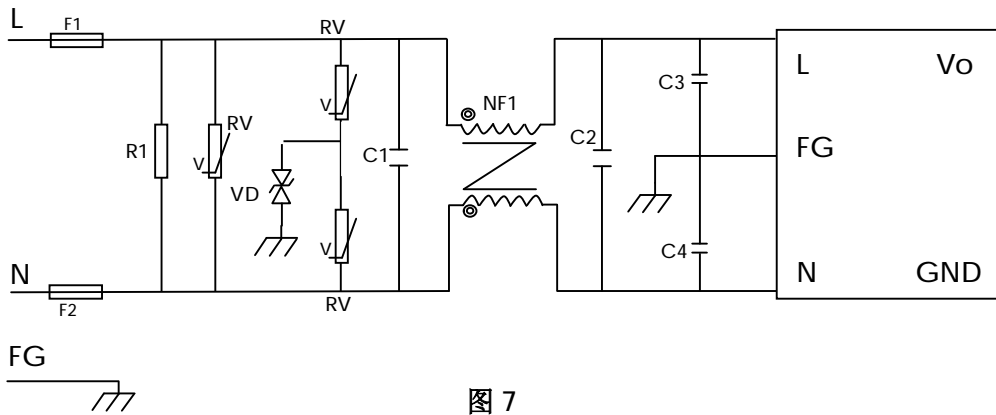 L
F1
RV
L
Vo
C3
NF1
RV
R1
V
V
C1
C2
FG
VD
V
C4
N
N
GND
F2
RV
FG
图 7